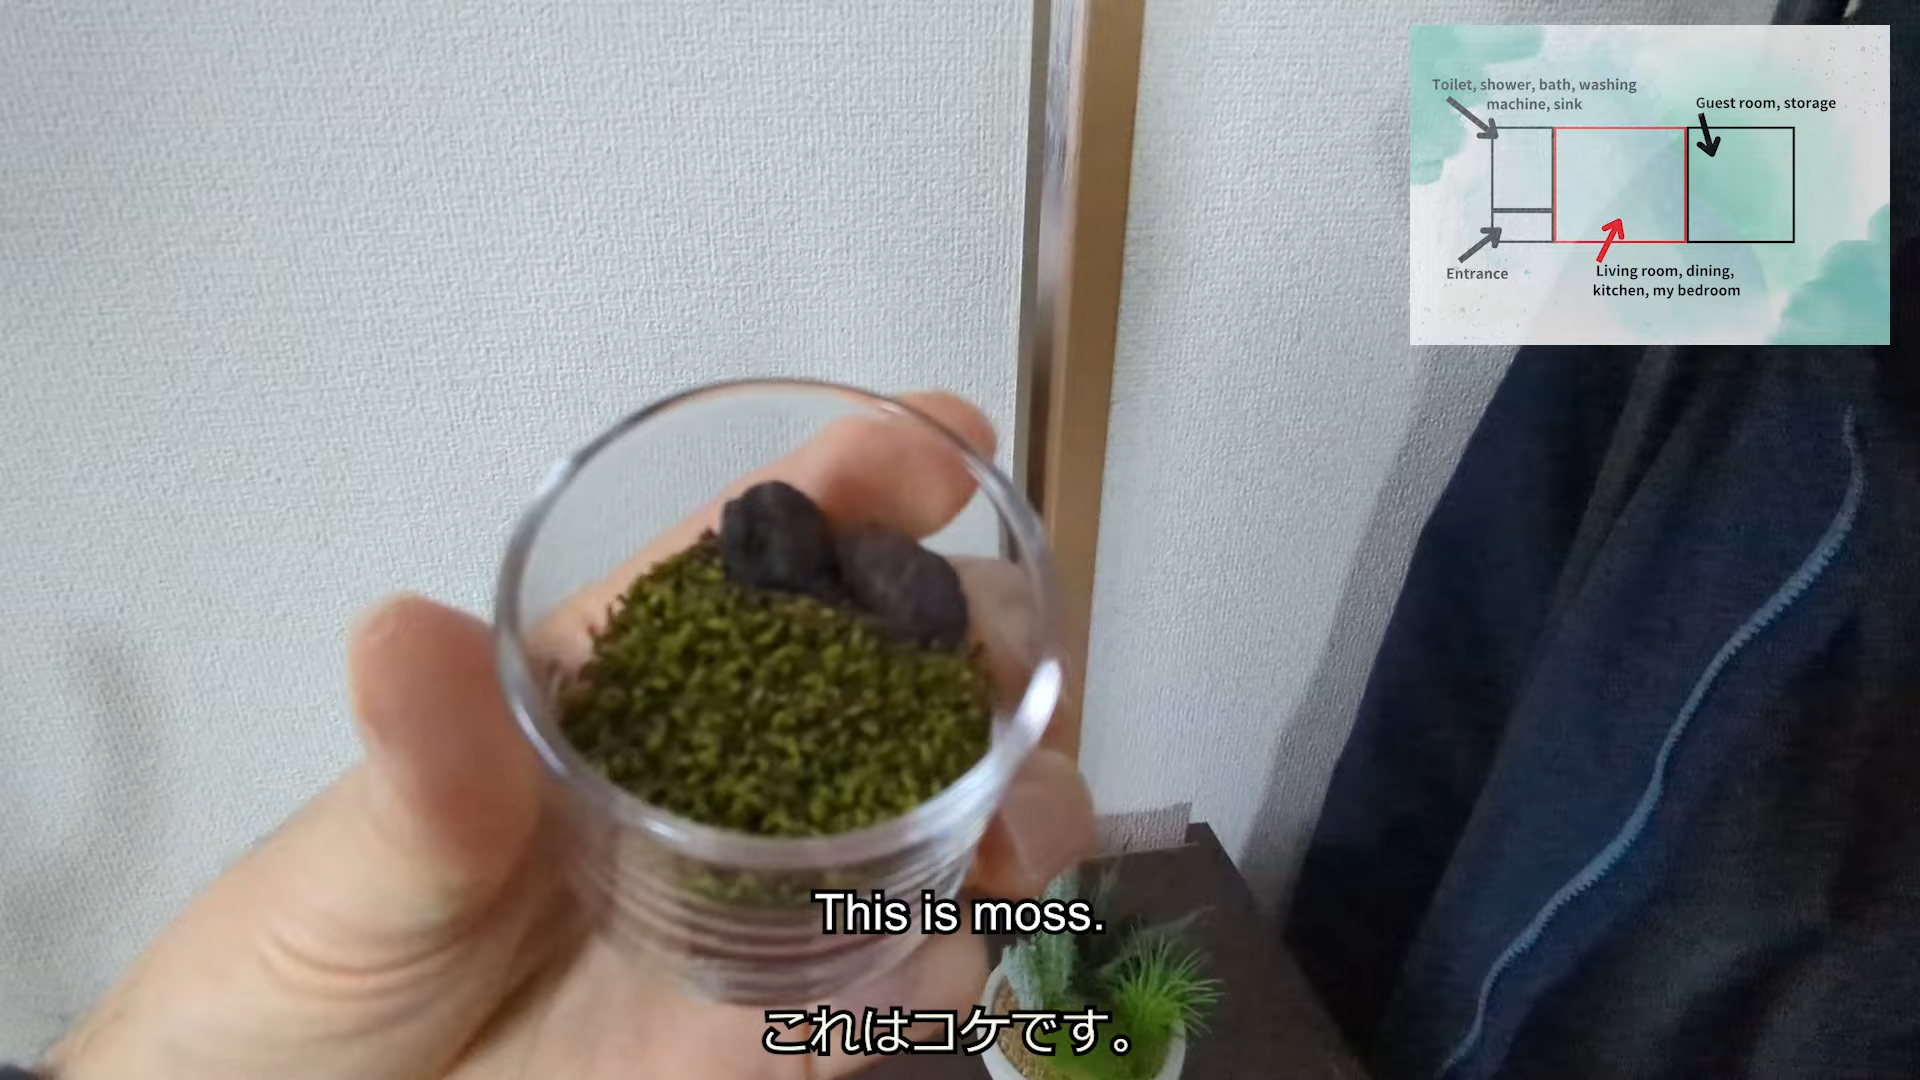 Toilet, shower, bath, washing
machine, sink
Guest room, storage
Entrance
Living room, dining,
kitchen, my bedroom
This is moss.
これはコケです。